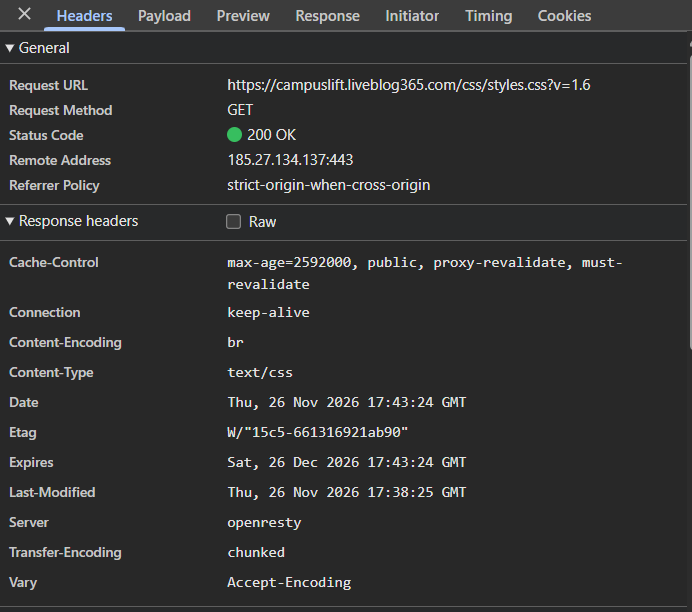 Headers Payload Preview Response Initiator Timing Cookies
General
Request URL https://campuslift.liveblog365.com/css/styles.css?v=1.6
Request Method GET
Status Code 200 OK
Remote Address 185.27.134.137:443
Referrer Policy strict-origin-when-cross-origin
Response headers Raw
Cache-Control max-age=2592000, public, proxy-revalidate, must-
revalidate
Connection keep-alive
Content-Encoding br
Content-Type text/css
Date Thu, 26 Nov 2026 17:43:24 GMT
Etag W/"15c5-661316921ab90"
Expires Sat, 26 Dec 2026 17:43:24 GMT
Last-Modified Thu, 26 Nov 2026 17:38:25 GMT
Server openresty
Transfer-Encoding chunked
Vary Accept-Encoding